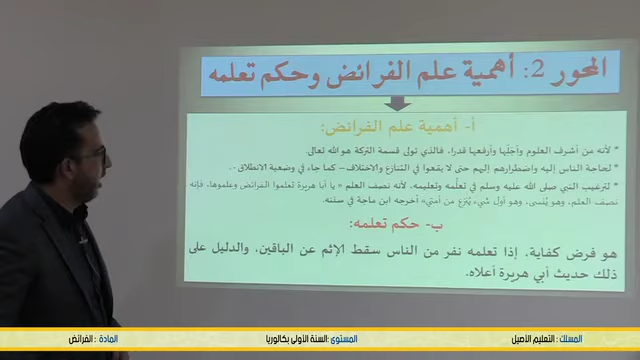 المحور 2: أهمية علم الفرائض وحكم تعلمه
أ- أهمية علم الفرائض:
* لأنه من أشرف العلوم وأجلّها وأرفعها قدرا، فالذي تولى قسمة التركة هو الله تعالى.
* لحاجة الناس إليه واضطرارهم إليهم حتى لا يقعوا في التنازع والاختلاف – كما جاء في وضعية الانطلاق -.
* لترغيب النبي صلى الله عليه وسلم في تعلُّمه وتعليمه، لأنه نصف العلم « يا أبا هريرة تعلموا الفرائض وعلموها، فإنه
نصف العلم، وهو يُنسى، وهو أول شيء يُنزع من أمتي» أخرجه ابن ماجة في سننه.
ب- حكم تعلمه:
هو فرض كفاية، إذا تعلمه نفر من الناس سقط الإثم عن الباقين، والدليل على
ذلك حديث أبي هريرة أعلاه.
المسلك : التعليم الأصيل
المستوى :السنة الأولى بكالوريا
المادة : الفرائض